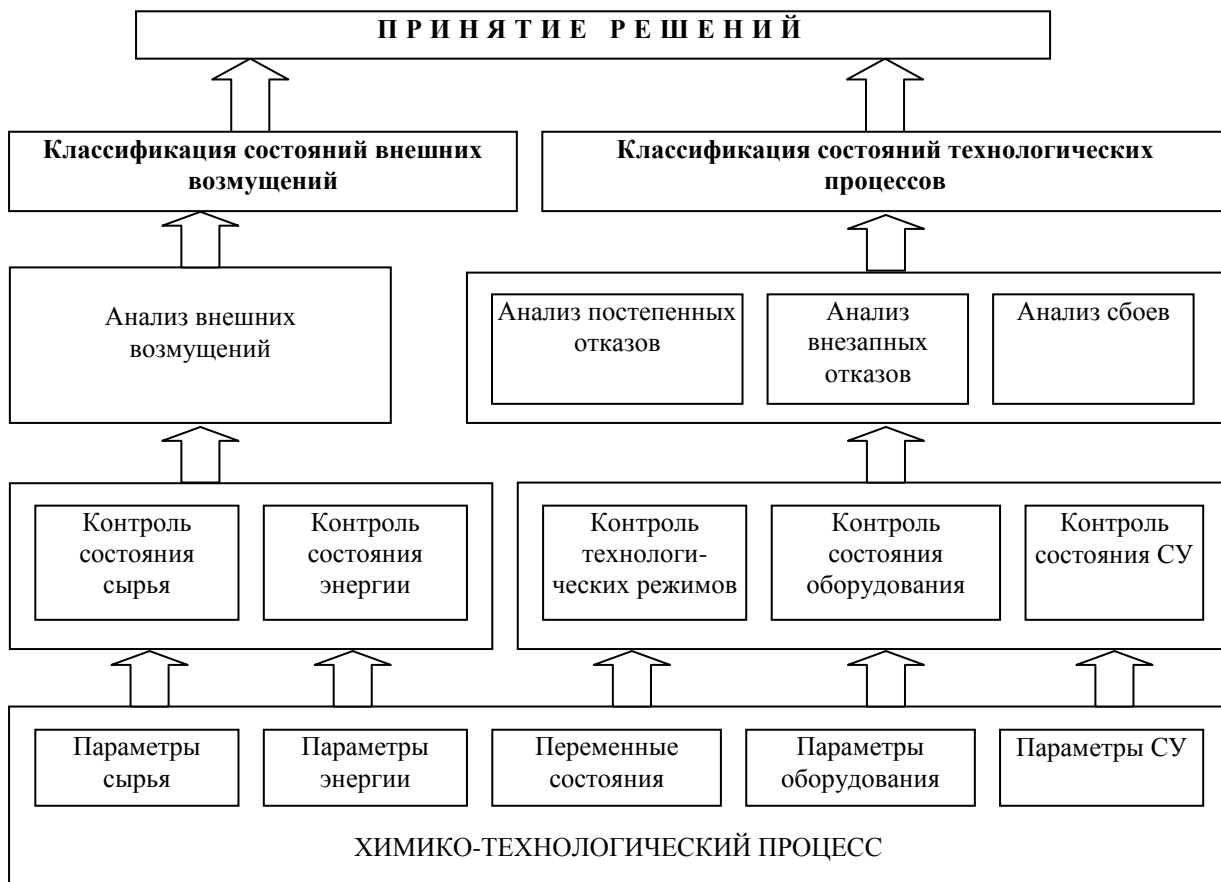 ПРИНЯТИЕ РЕШЕНИЙ
Классификация состояний внешних
возмущений
Классификация состояний технологических
процессов
Анализ внешних
возмущений
Анализ постепенных
отказов
Анализ
внезапных
отказов
Анализ сбоев
Контроль
состояния
сырья
Контроль
состояния
энергии
Контроль
технологи-
ческих режимов
Контроль
состояния
оборудования
Контроль
состояния СУ
Параметры
сырья
Параметры
энергии
Переменные
состояния
Параметры
оборудования
Параметры СУ
ХИМИКО-ТЕХНОЛОГИЧЕСКИЙ ПРОЦЕСС